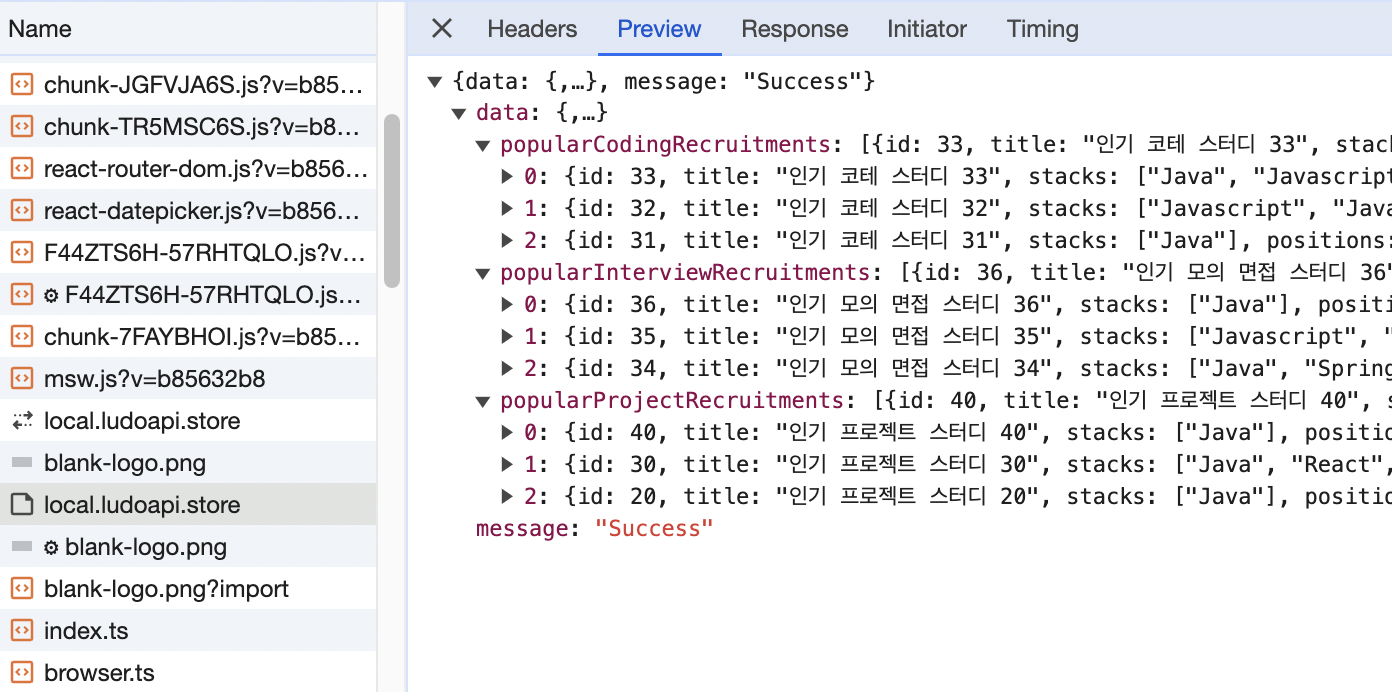 Name
chunk-JGFVJA6S.js?v=b85...
chunk-TR5MSC6S.js?v=b8...
react-router-dom.js?v=b856...
react-datepicker.js?v=b856...
F44ZTS6H-57RHTQLO.js?v...
⚙ F44ZTS6H-57RHTQLO.js...
chunk-7FAYBHOI.js?v=b85...
msw.js?v=b85632b8
local.ludoapi.store
blank-logo.png
local.ludoapi.store
⚙ blank-logo.png
blank-logo.png?import
index.ts
browser.ts
Headers Preview Response Initiator Timing
▼ {data: {,…}, message: "Success"}
▼ data: {,…}
▼ popularCodingRecruitments: [{id: 33, title: "인기 코테 스터디 33", stac
▶ 0: {id: 33, title: "인기 코테 스터디 33", stacks: ["Java", "Javascript
▶ 1: {id: 32, title: "인기 코테 스터디 32", stacks: ["Javascript", "Java
▶ 2: {id: 31, title: "인기 코테 스터디 31", stacks: ["Java"], positions:
▼ popularInterviewRecruitments: [{id: 36, title: "인기 모의 면접 스터디 36"
▶ 0: {id: 36, title: "인기 모의 면접 스터디 36", stacks: ["Java"], positi
▶ 1: {id: 35, title: "인기 모의 면접 스터디 35", stacks: ["Javascript", "
▶ 2: {id: 34, title: "인기 모의 면접 스터디 34", stacks: ["Java", "Spring
▼ popularProjectRecruitments: [{id: 40, title: "인기 프로젝트 스터디 40", s
▶ 0: {id: 40, title: "인기 프로젝트 스터디 40", stacks: ["Java"], positio
▶ 1: {id: 30, title: "인기 프로젝트 스터디 30", stacks: ["Java", "React",
▶ 2: {id: 20, title: "인기 프로젝트 스터디 20", stacks: ["Java"], positio
message: "Success"